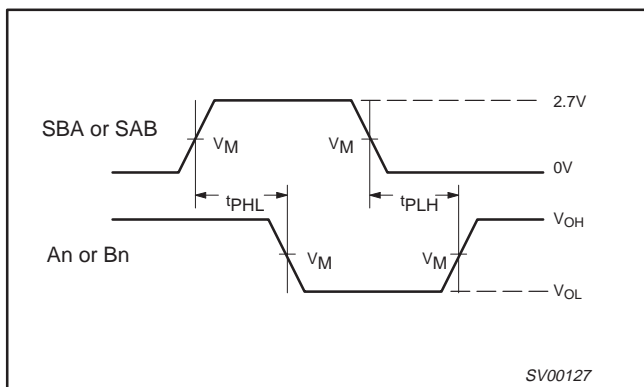 2.7V
SBA or SAB
VM
VM
0V
tPHL
tPLH
VOH
An or Bn
VM
VM
VOL
SV00127